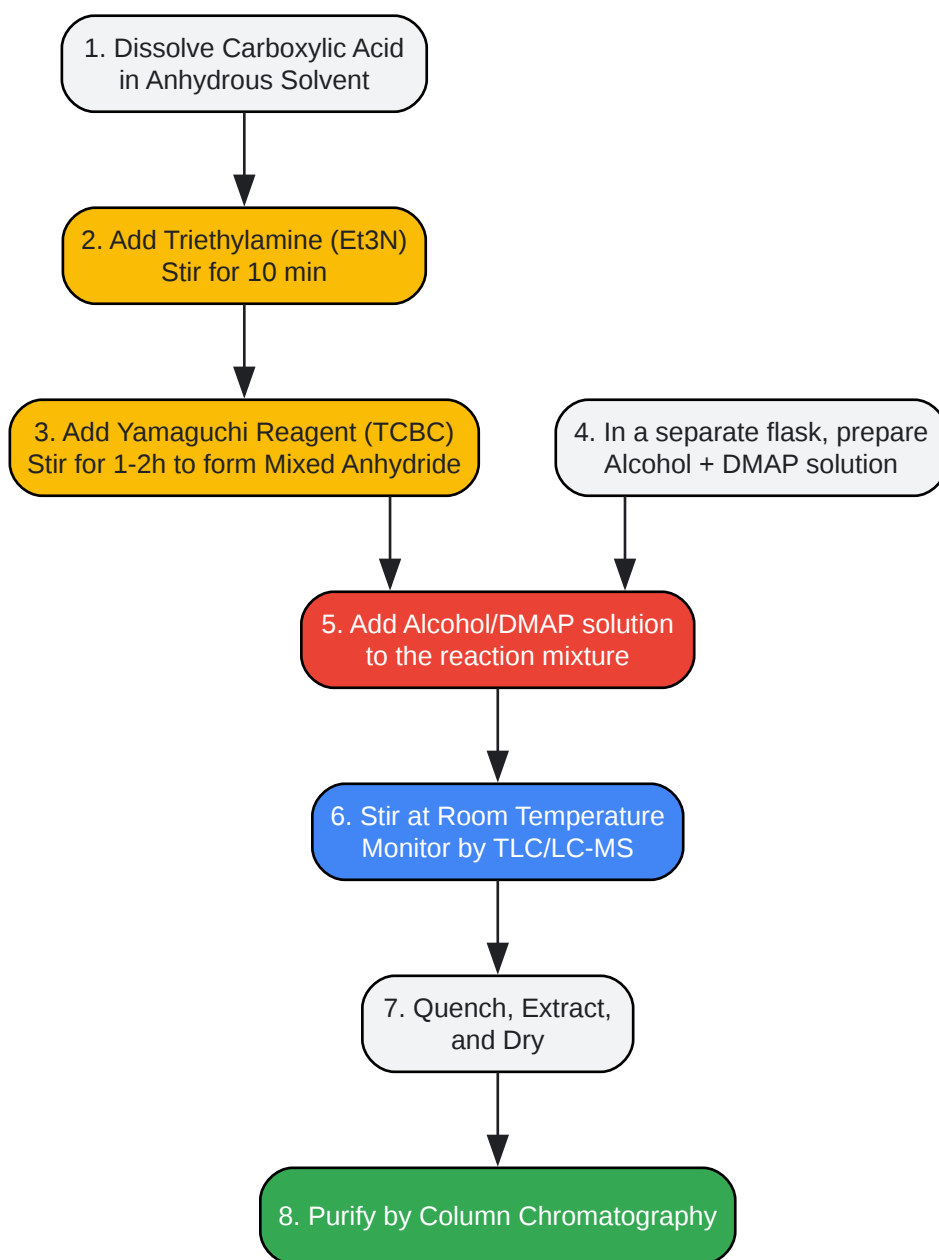 1. Dissolve Carboxylic Acid
in Anhydrous Solvent
2. Add Triethylamine (Et3N)
Stir for 10 min
3. Add Yamaguchi Reagent (TCBC)
Stir for 1-2h to form Mixed Anhydride
4. In a separate flask, prepare
Alcohol + DMAP solution
5. Add Alcohol/DMAP solution
to the reaction mixture
6. Stir at Room Temperature
Monitor by TLC/LC-MS
7. Quench, Extract,
and Dry
8. Purify by Column Chromatography